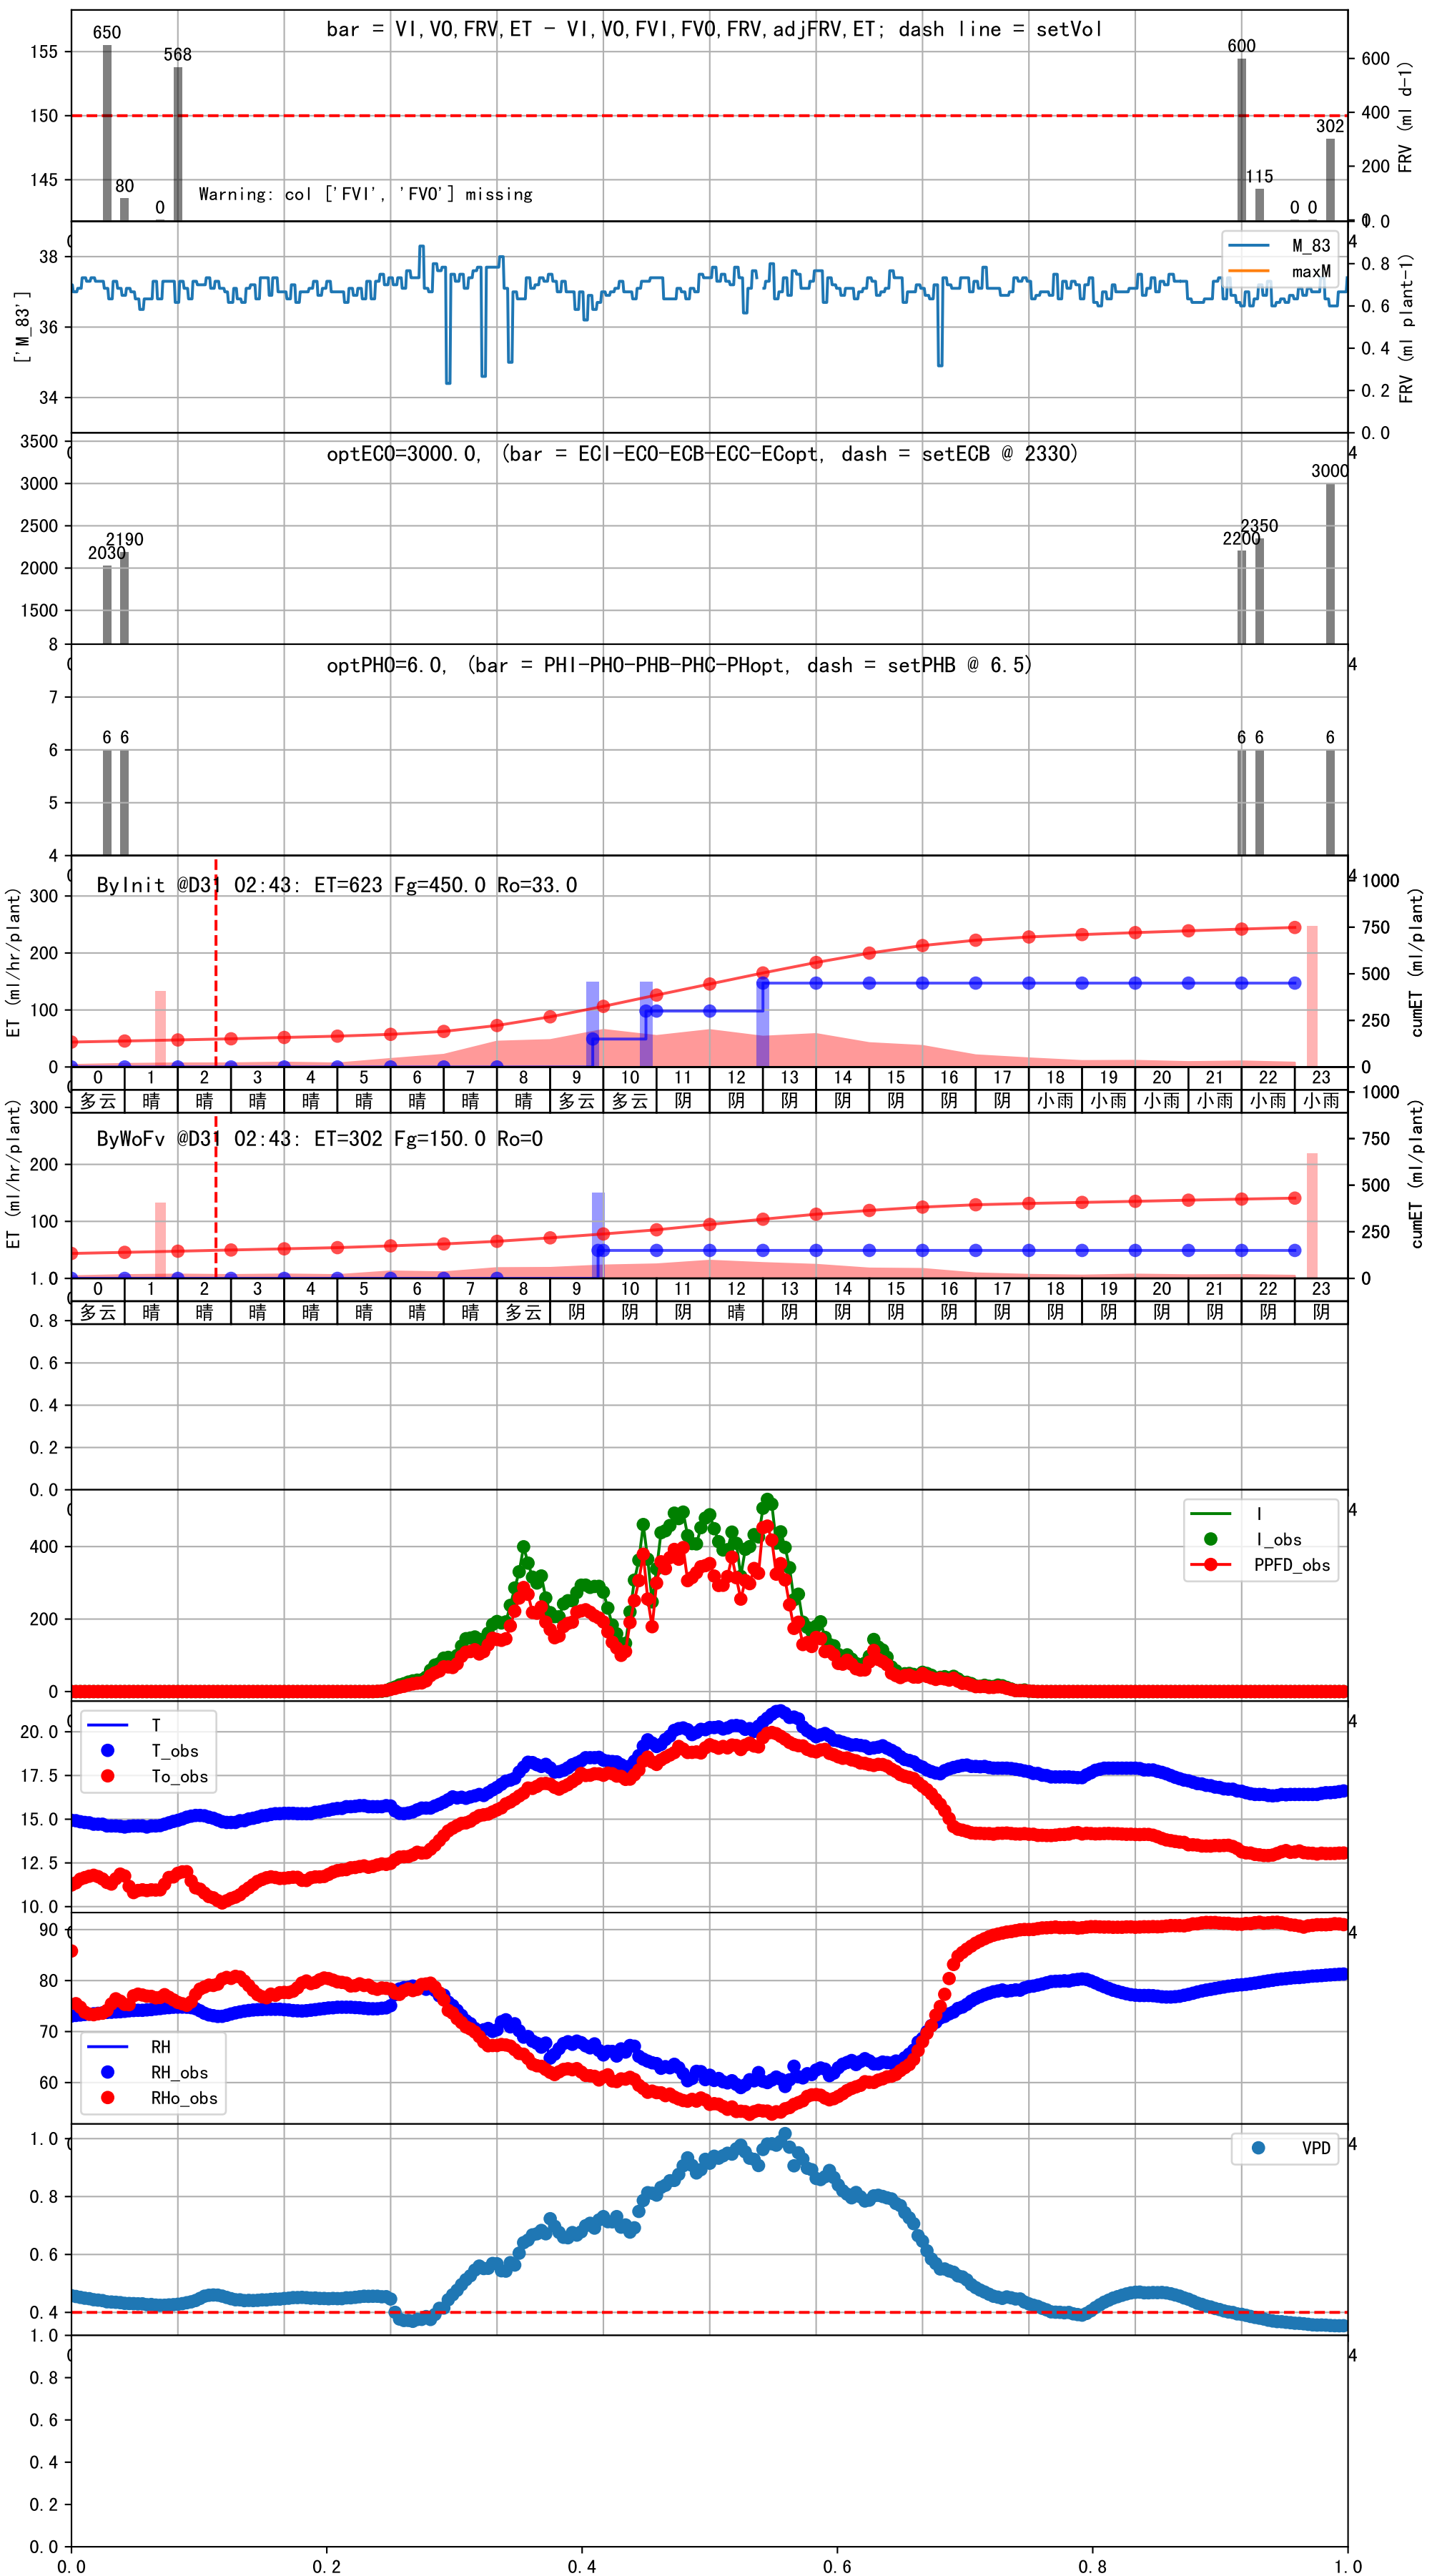 bar = VI,VO,FRV,ET - VI,VO,FVI,FVO,FRV,adjFRV,ET; dash line = setVol
650
80
0
568
600
115
0
0
302
Warning: col ['FVI', 'FVO'] missing
155
150
145
600
400
200
FRV (ml d-1)
M_83
maxM
['M_83']
38
36
34
1.0
0.8
0.6
0.4
0.2
0.0
FRV (ml plant-1)
optECO=3000.0, (bar = ECI-ECO-ECB-ECC-ECopt, dash = setECB @ 2330)
3500
3000
2500
2000
1500
2030
2190
2200
2350
3000
optPHO=6.0, (bar = PHI-PHO-PHB-PHC-PHopt, dash = setPHB @ 6.5)
8
7
6
5
4
6
6
6
6
6
ByInit @D31 02:43: ET=623 Fg=450.0 Ro=33.0
ET (ml/hr/plant)
300
200
100
0
1000
750
500
250
0
cumET (ml/plant)
0 1 2 3 4 5 6 7 8 9 10 11 12 13 14 15 16 17 18 19 20 21 22 23
多云 晴 晴 晴 晴 晴 晴 晴 晴 多云 多云 阴 阴 阴 阴 阴 阴 阴 小雨 小雨 小雨 小雨 小雨 小雨
ByWoFv @D31 02:43: ET=302 Fg=150.0 Ro=0
ET (ml/hr/plant)
300
200
100
1000
750
500
250
0
cumET (ml/plant)
0 1 2 3 4 5 6 7 8 9 10 11 12 13 14 15 16 17 18 19 20 21 22 23
多云 晴 晴 晴 晴 晴 晴 晴 多云 阴 阴 阴 晴 阴 阴 阴 阴 阴 阴 阴 阴 阴 阴 阴
1.0
0.8
0.6
0.4
0.2
0.0
I
I_obs
PPFD_obs
400
200
0
T
T_obs
To_obs
20.0
17.5
15.0
12.5
10.0
RH
RH_obs
RHo_obs
90
80
70
60
VPD
1.0
0.8
0.6
0.4
1.0
0.8
0.6
0.4
0.2
0.0
0.0 0.2 0.4 0.6 0.8 1.0